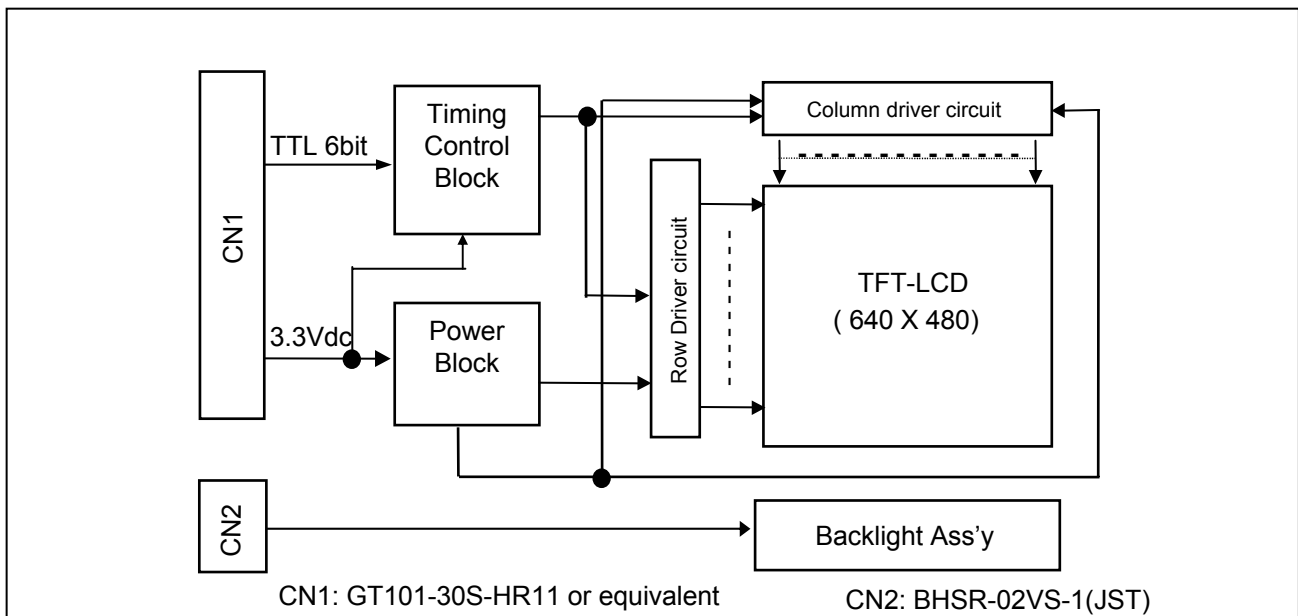 Timing
Control
Block
Column driver circuit
TTL 6bit
CN1
Row Driver circuit
TFT-LCD
( 640 X 480)
3.3Vdc
Power
Block
CN2
Backlight Ass’y
CN1: GT101-30S-HR11 or equivalent
CN2: BHSR-02VS-1(JST)